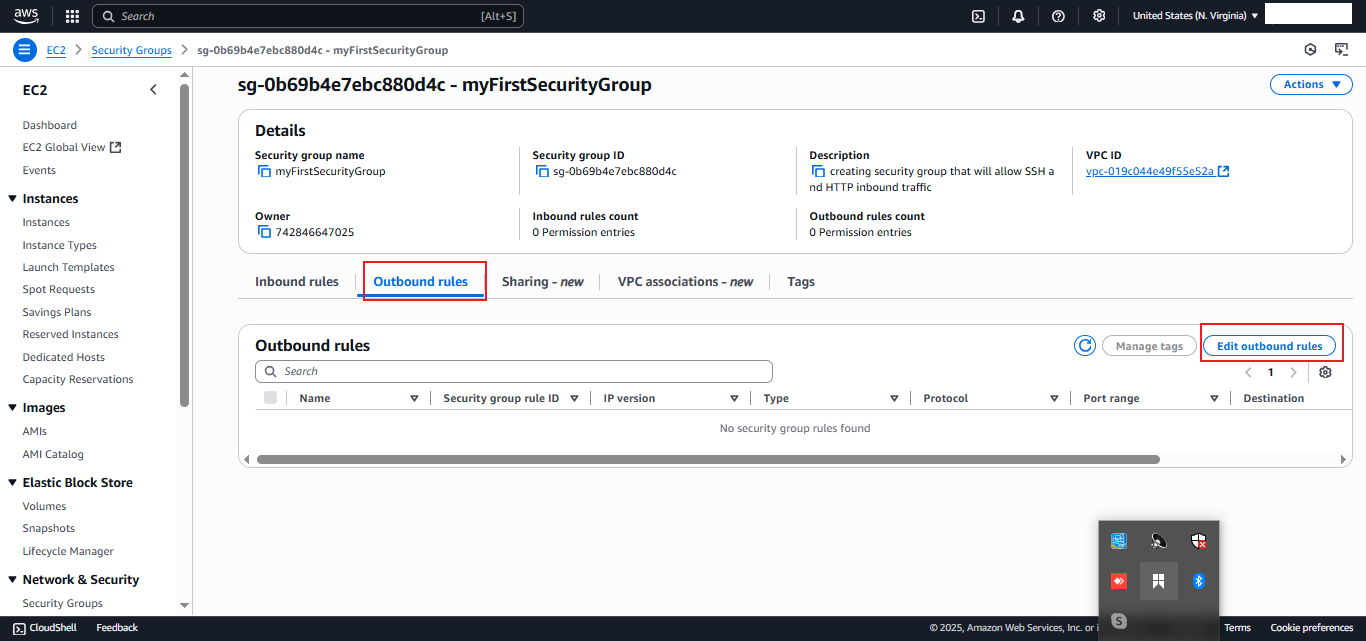 aws
Search [Alt+S]
United States (N. Virginia)
EC2 > Security Groups > sg-0b69b4e7ebc880d4c - myFirstSecurityGroup
EC2
Dashboard
EC2 Global View
Events
Instances
Instances
Instance Types
Launch Templates
Spot Requests
Savings Plans
Reserved Instances
Dedicated Hosts
Capacity Reservations
Images
AMIs
AMI Catalog
Elastic Block Store
Volumes
Snapshots
Lifecycle Manager
Network & Security
Security Groups
sg-0b69b4e7ebc880d4c - myFirstSecurityGroup
Actions
Details
Security group name
myFirstSecurityGroup
Security group ID
sg-0b69b4e7ebc880d4c
Description
creating security group that will allow SSH a
nd HTTP inbound traffic
VPC ID
vpc-019c044e49f55e52a
Owner
742846647025
Inbound rules count
0 Permission entries
Outbound rules count
0 Permission entries
Inbound rules
Outbound rules
Sharing - new
VPC associations - new
Tags
Outbound rules
Manage tags
Edit outbound rules
Search
1
Name
Security group rule ID
IP version
Type
Protocol
Port range
Destination
No security group rules found
CloudShell
Feedback
© 2025, Amazon Web Services, Inc. or i
Terms
Cookie preferences